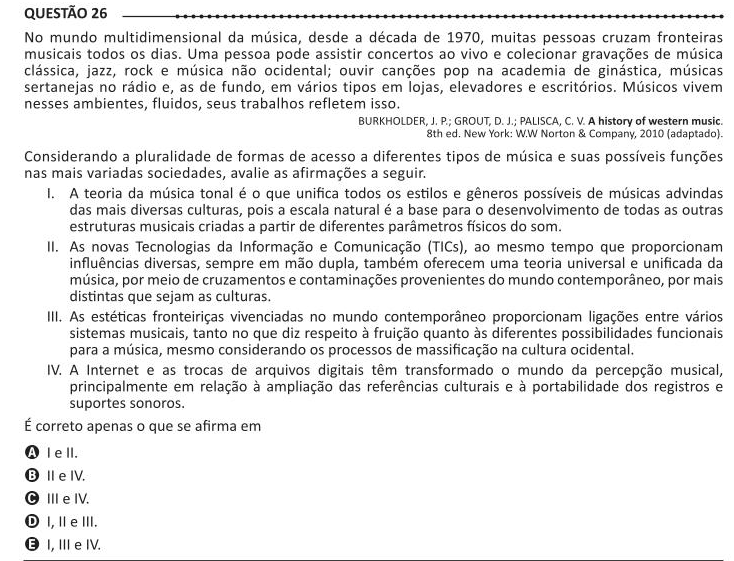 QUESTÃO 26
No mundo multidimensional da música, desde a década de 1970, muitas pessoas cruzam fronteiras
musicais todos os dias. Uma pessoa pode assistir concertos ao vivo e colecionar gravações de música
clássica, jazz, rock e música não ocidental; ouvir canções pop na academia de ginástica, músicas
sertanejas no rádio e, as de fundo, em vários tipos em lojas, elevadores e escritórios. Músicos vivem
nesses ambientes, fluidos, seus trabalhos refletem isso.
BURKHOLDER, J. P.; GROUT, D. J.; PALISCA, C. V. A history of western music.
8th ed. New York: W.W Norton & Company, 2010 (adaptado).
Considerando a pluralidade de formas de acesso a diferentes tipos de música e suas possíveis funções
nas mais variadas sociedades, avalie as afirmações a seguir.
I. A teoria da música tonal é o que unifica todos os estilos e gêneros possíveis de músicas advindas
das mais diversas culturas, pois a escala natural é a base para o desenvolvimento de todas as outras
estruturas musicais criadas a partir de diferentes parâmetros físicos do som.
II. As novas Tecnologias da Informação e Comunicação (TICs), ao mesmo tempo que proporcionam
influências diversas, sempre em mão dupla, também oferecem uma teoria universal e unificada da
música, por meio de cruzamentos e contaminações provenientes do mundo contemporâneo, por mais
distintas que sejam as culturas.
III. As estéticas fronteiriças vivenciadas no mundo contemporâneo proporcionam ligações entre vários
sistemas musicais, tanto no que diz respeito à fruição quanto às diferentes possibilidades funcionais
para a música, mesmo considerando os processos de massificação na cultura ocidental.
IV. A Internet e as trocas de arquivos digitais têm transformado o mundo da percepção musical,
principalmente em relação à ampliação das referências culturais e à portabilidade dos registros e
suportes sonoros.
É correto apenas o que se afirma em
A I e II.
B II e IV.
C III e IV.
D I, II e III.
E I, III e IV.